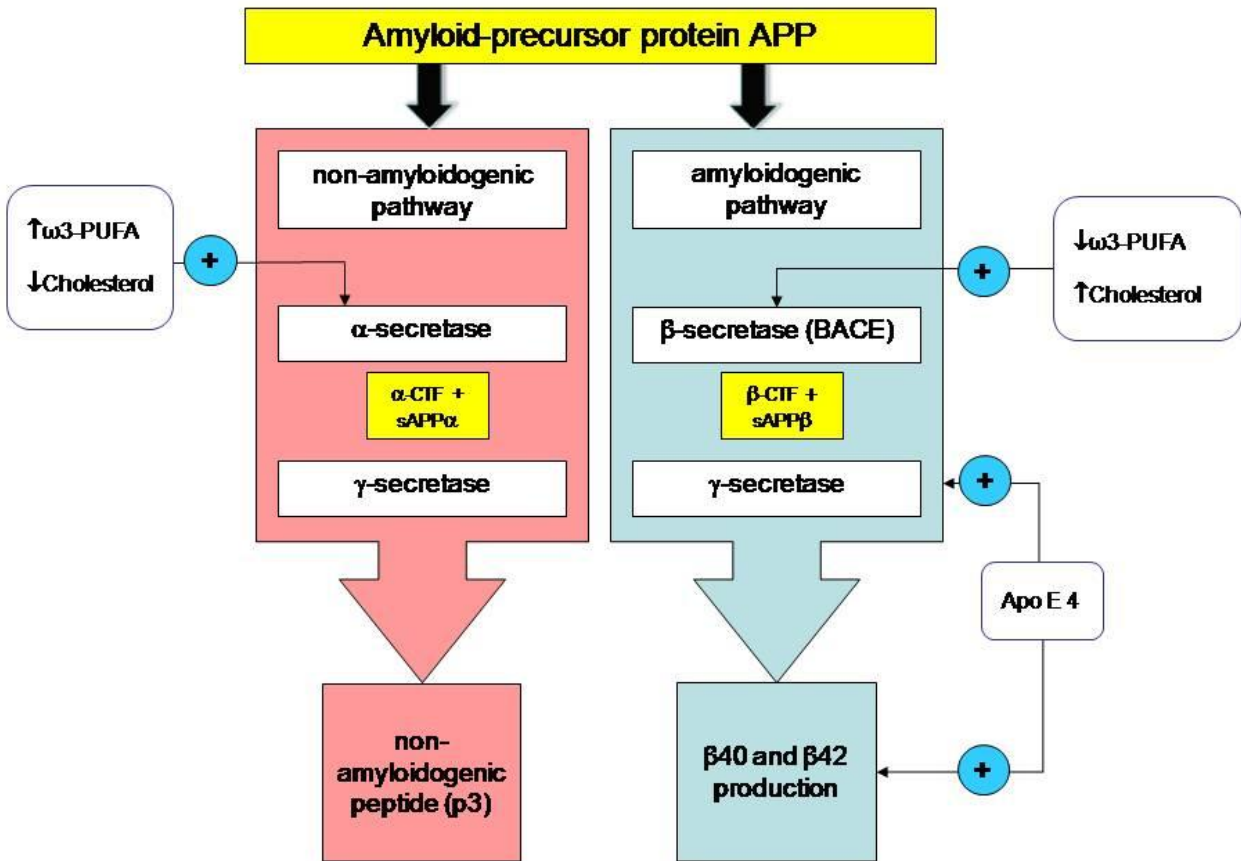 Amyloid-precursor protein APP
non-amyloidogenic
pathway
amyloidogenic
pathway
↑ω3-PUFA
↓Cholesterol
+
+
↓ω3-PUFA
↑Cholesterol
α-secretase
β-secretase (BACE)
α-CTF +
sAPPα
β-CTF +
sAPPβ
γ-secretase
γ-secretase
+
Apo E 4
non-
amyloidogenic
peptide (p3)
β40 and β42
production
+